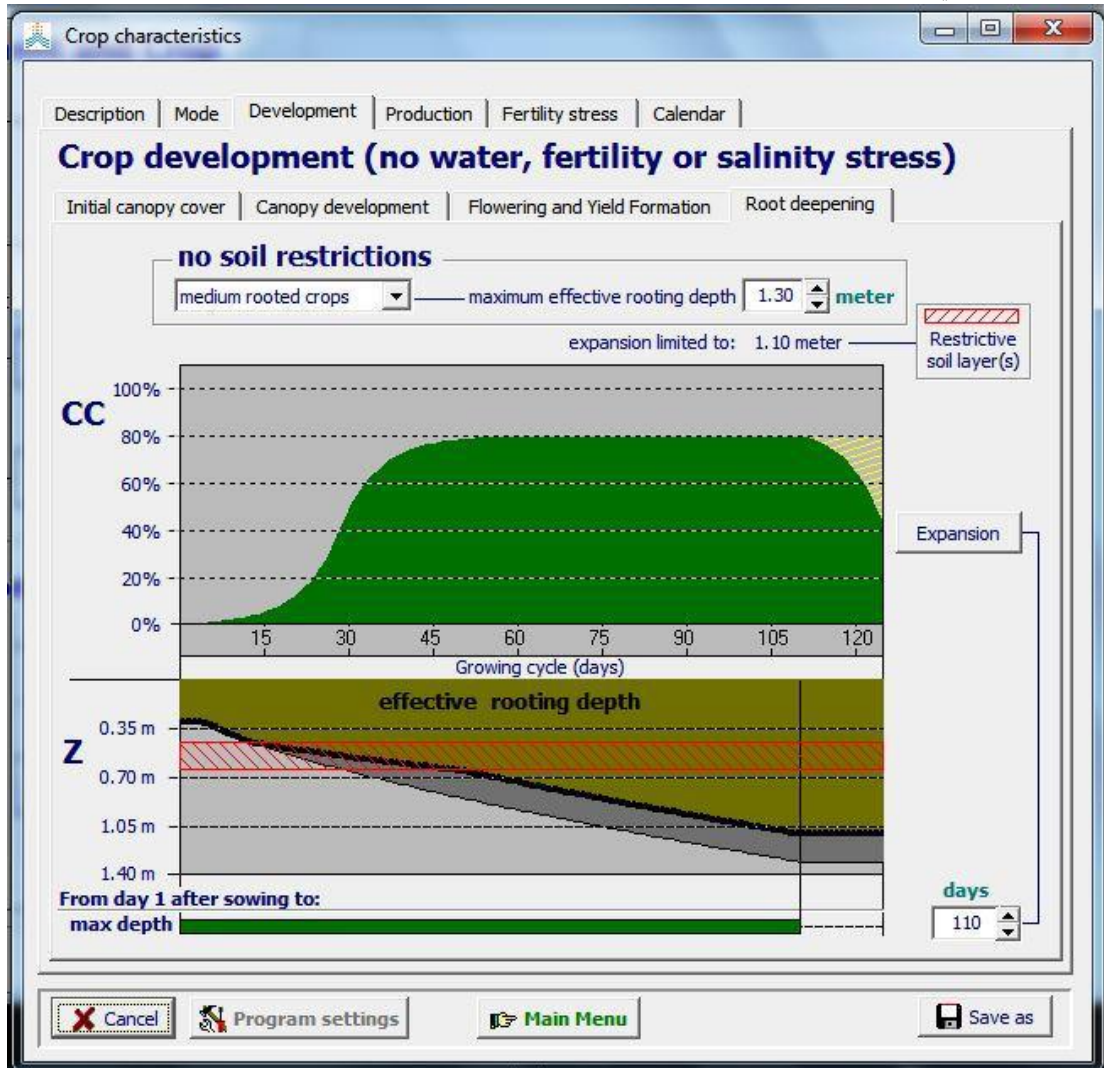 Crop characteristics
Description Mode Development Production Fertility stress Calendar
Crop development (no water, fertility or salinity stress)
Initial canopy cover Canopy development Flowering and Yield Formation Root deepening
no soil restrictions
medium rooted crops maximum effective rooting depth 1.30 meter
expansion limited to: 1.10 meter
Restrictive
soil layer(s)
CC
100%
80%
60%
40%
20%
0%
Expansion
15 30 45 60 75 90 105 120
Growing cycle (days)
effective rooting depth
Z
0.35 m
0.70 m
1.05 m
1.40 m
From day 1 after sowing to:
days
max depth
110
Cancel Program settings Main Menu Save as